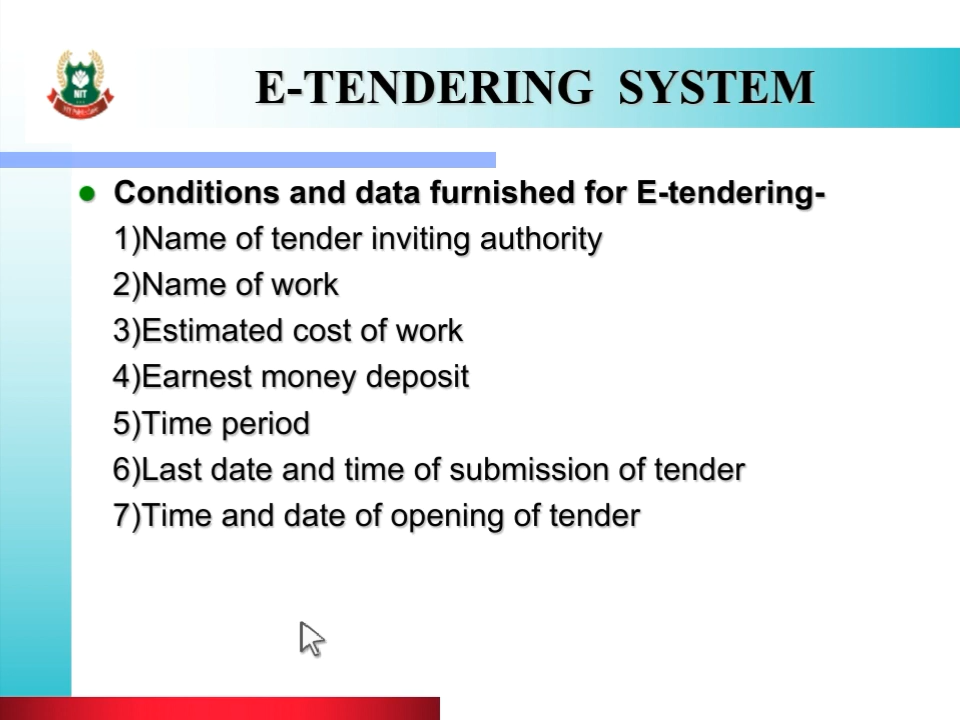 NIT
E-TENDERING SYSTEM
Conditions and data furnished for E-tendering-
1)Name of tender inviting authority
2)Name of work
3)Estimated cost of work
4)Earnest money deposit
5)Time period
6)Last date and time of submission of tender
7)Time and date of opening of tender